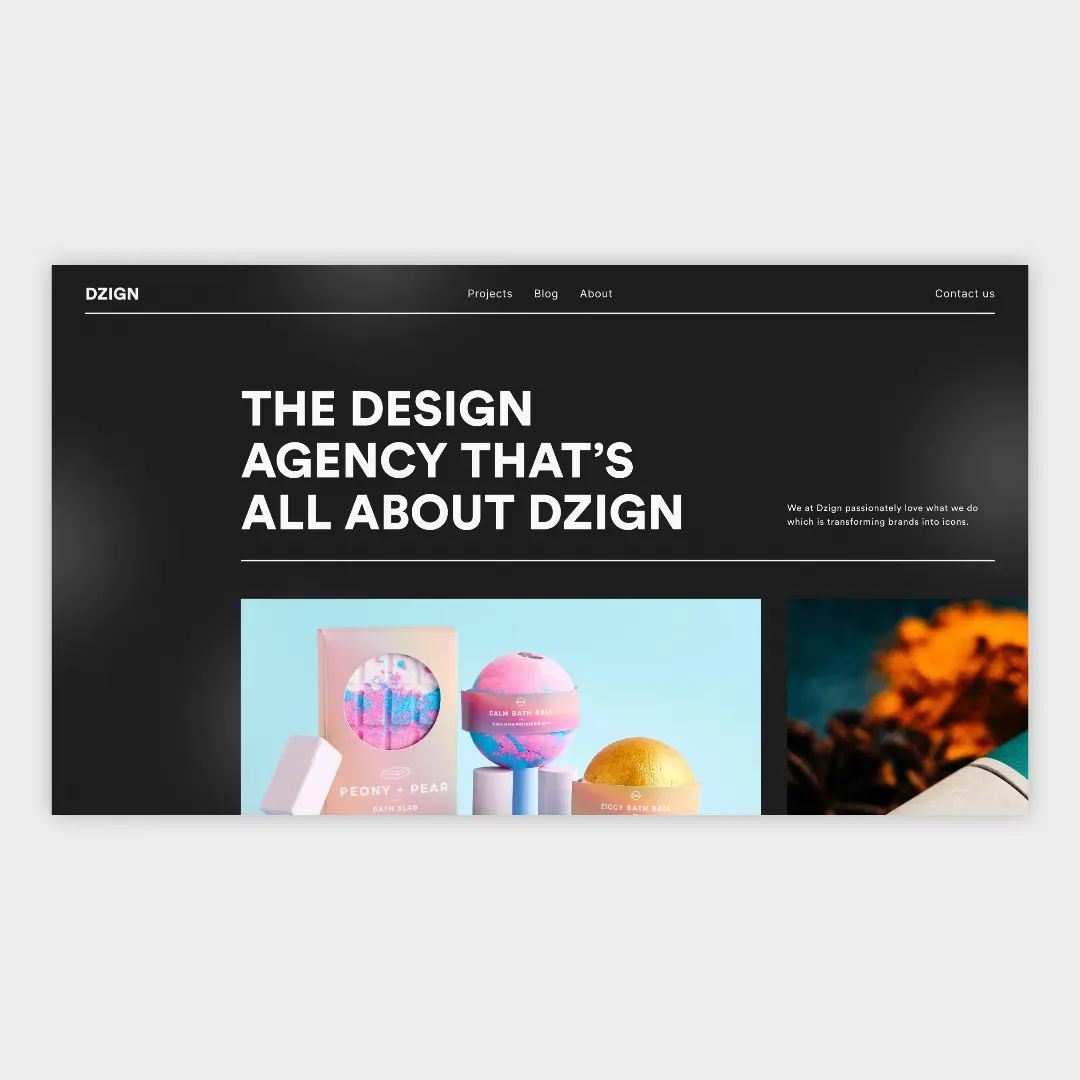 DZIGN
Projects Blog About
Contact us
THE DESIGN
AGENCY THAT’S
ALL ABOUT DZIGN
We at Dzign passionately love what we do
which is transforming brands into icons.
PEONY + PEAR
BATH SLAB
CALM BATH BALL
ZIGGY BATH BALL